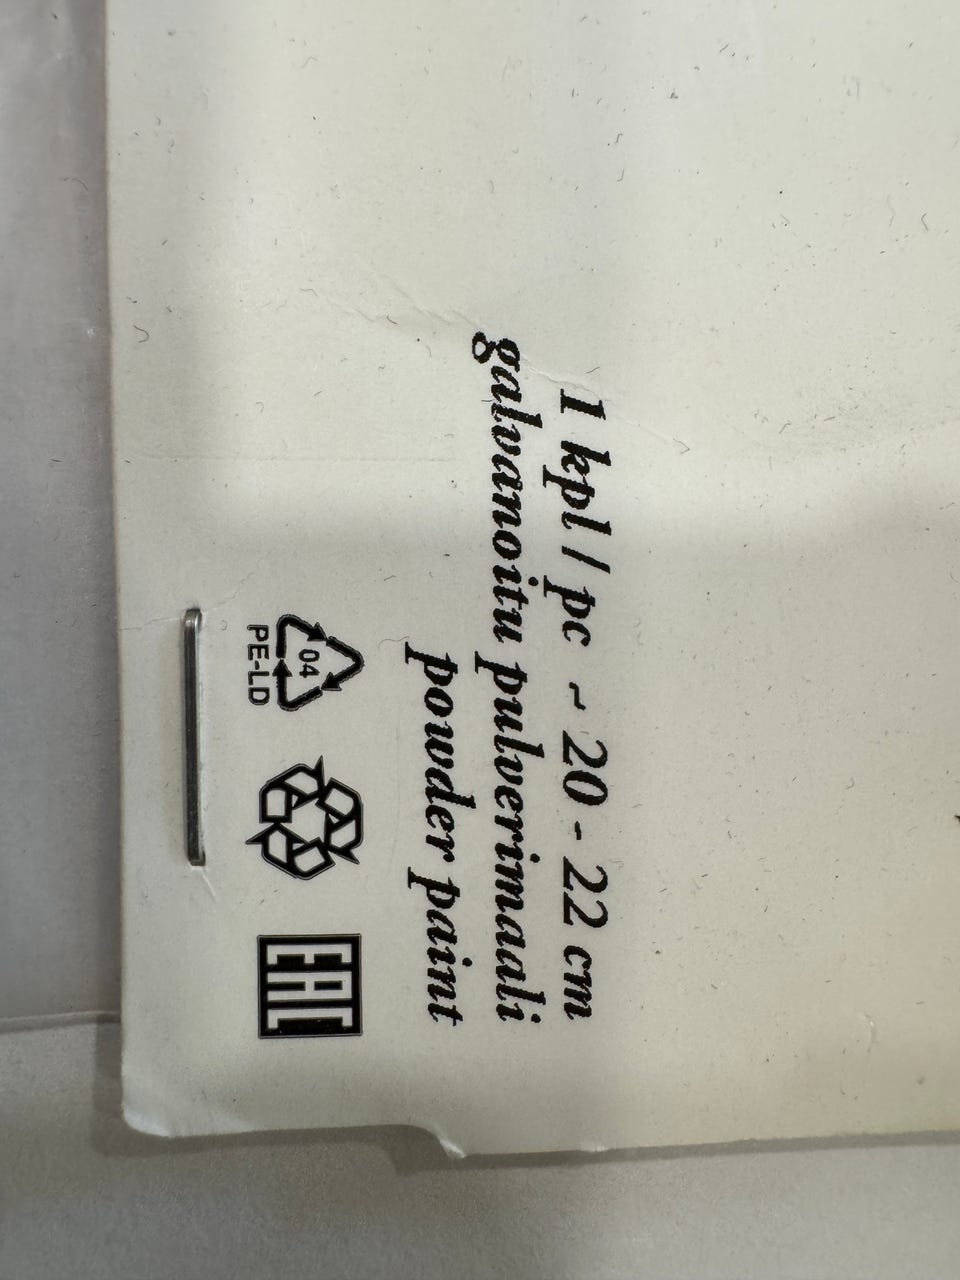 1 kpl / pc ~ 20 - 22 cm
galvanoitu pulverimaali
powder paint
04
PE-LD
EAC